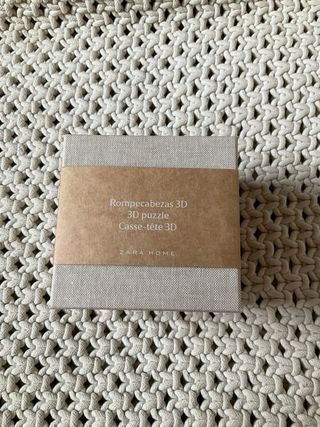 Rompecabezas 3D
3D puzzle
Casse-tête 3D
ZARA HOME